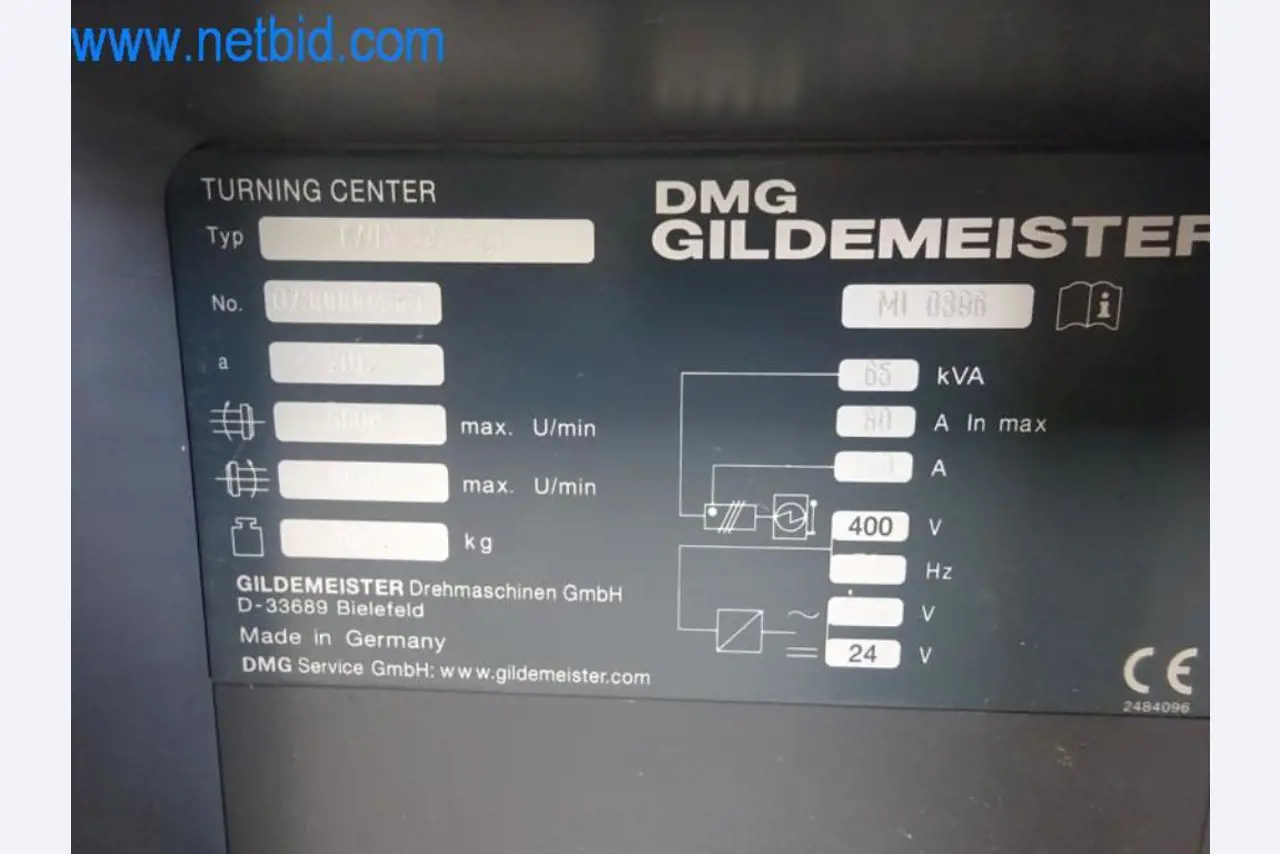 www.netbid.com
TURNING CENTER
DMG
GILDEMEISTER
Typ
No.
MI 0396
a
65 kVA
80 A In max
max. U/min
A
max. U/min
400 V
kg
Hz
V
24 V
GILDEMEISTER Drehmaschinen GmbH
D-33689 Bielefeld
Made in Germany
DMG Service GmbH: www.gildemeister.com
CE
2484096